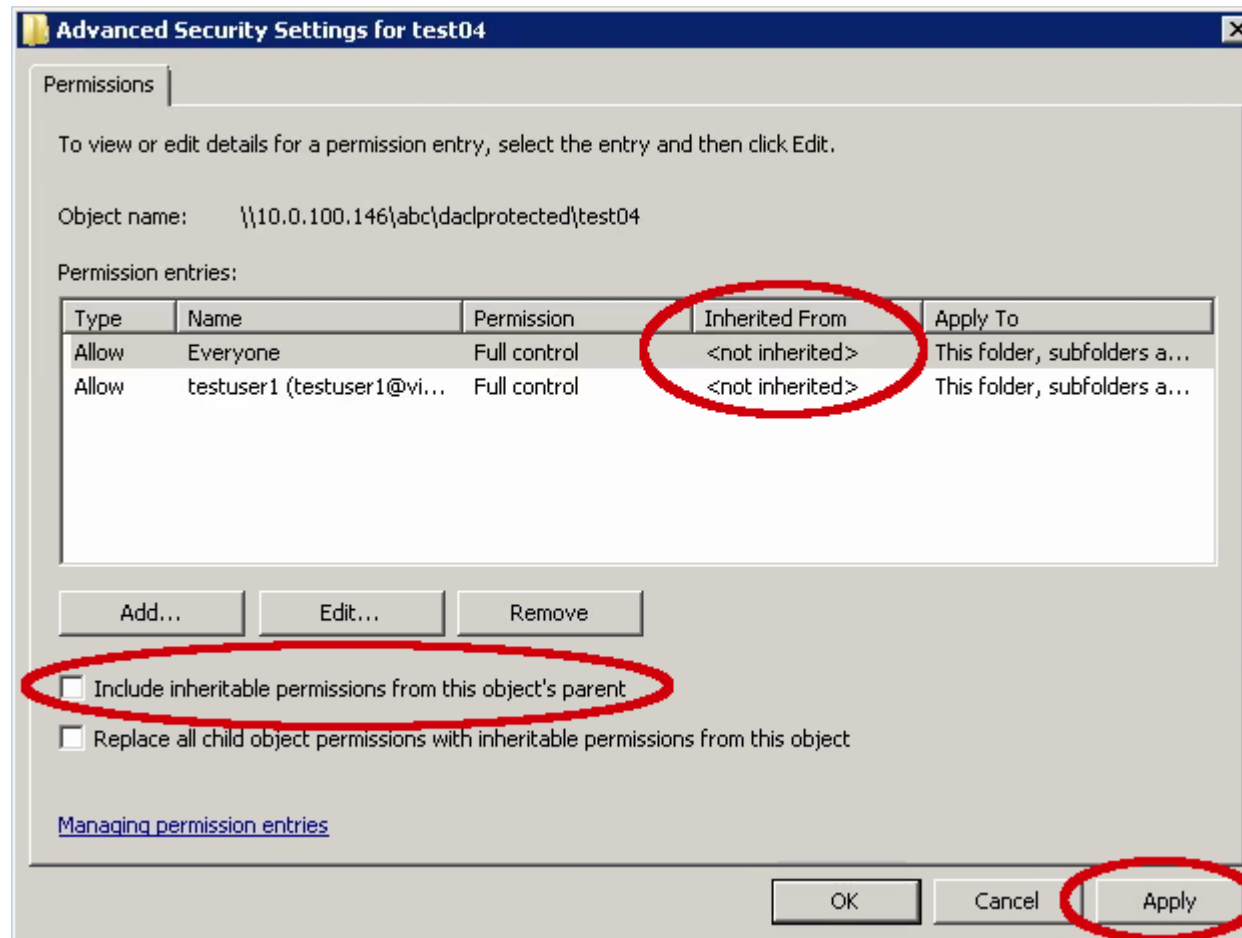 Advanced Security Settings for test04
Permissions
To view or edit details for a permission entry, select the entry and then click Edit.
Object name: \\10.0.100.146\abc\daclprotected\test04
Permission entries:
Type Name Permission Inherited From Apply To
Allow Everyone Full control <not inherited> This folder, subfolders a...
Allow testuser1 (testuser1@vi... Full control <not inherited> This folder, subfolders a...
Add... Edit... Remove
Include inheritable permissions from this object's parent
Replace all child object permissions with inheritable permissions from this object
Managing permission entries
OK Cancel Apply